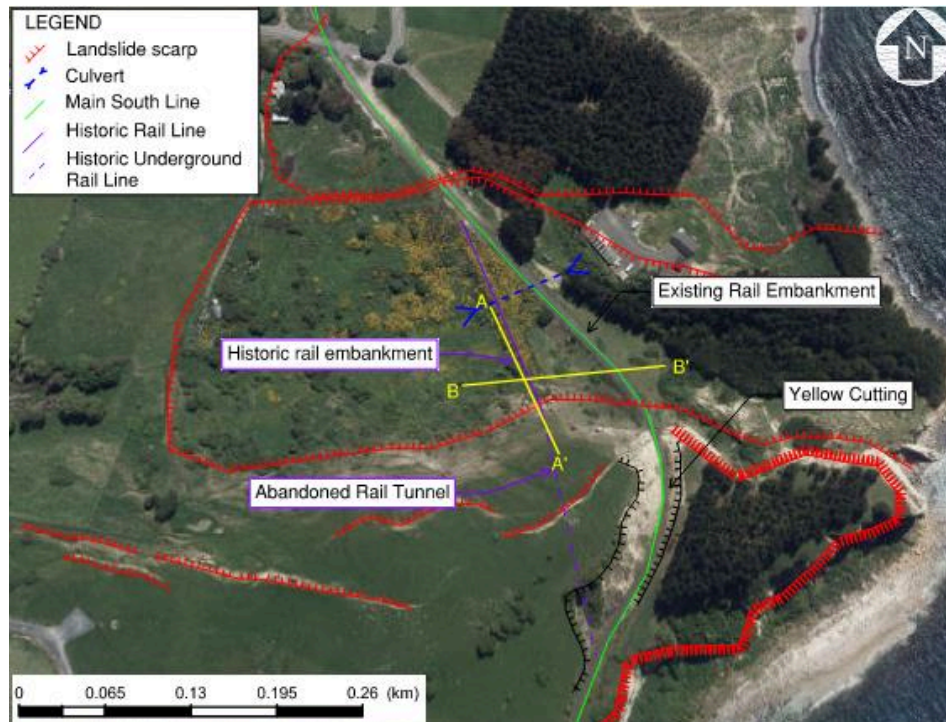 LEGEND
Landslide scarp
Culvert
Main South Line
Historic Rail Line
Historic Underground
Rail Line
N
Existing Rail Embankment
A
Historic rail embankment
B
B'
Yellow Cutting
A'
Abandoned Rail Tunnel
0 0.065 0.13 0.195 0.26 (km)